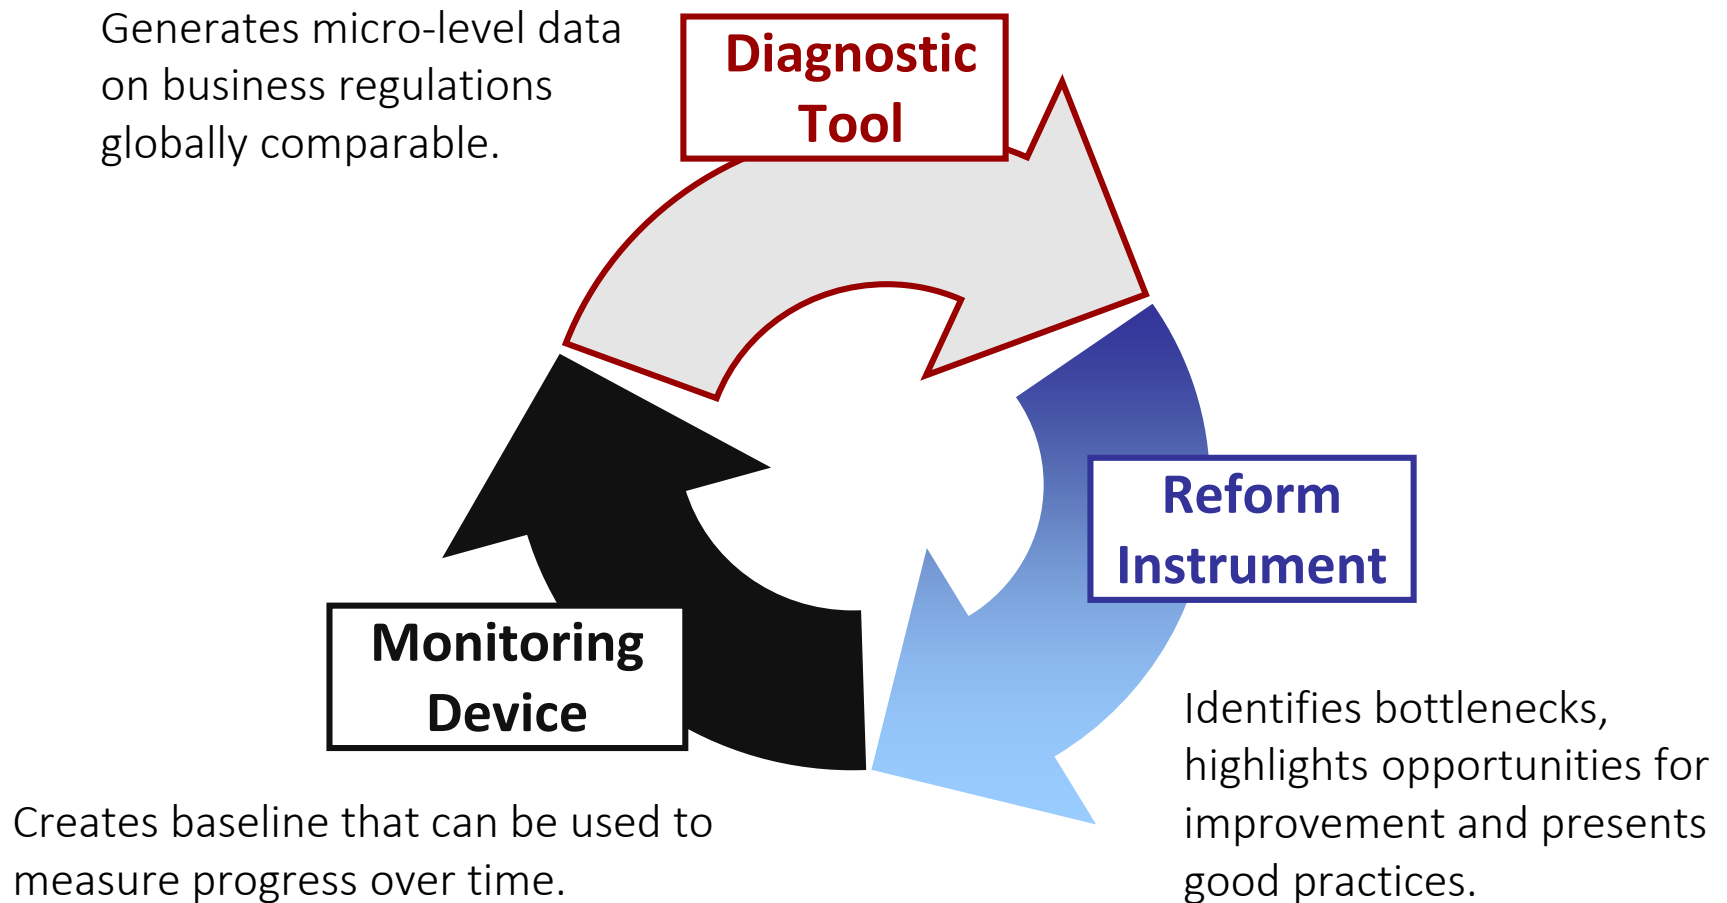 Generates micro-level data
on business regulations
globally comparable.
Diagnostic
Tool
Reform
Instrument
Identifies bottlenecks,
highlights opportunities for
improvement and presents
good practices.
Monitoring
Device
Creates baseline that can be used to
measure progress over time.